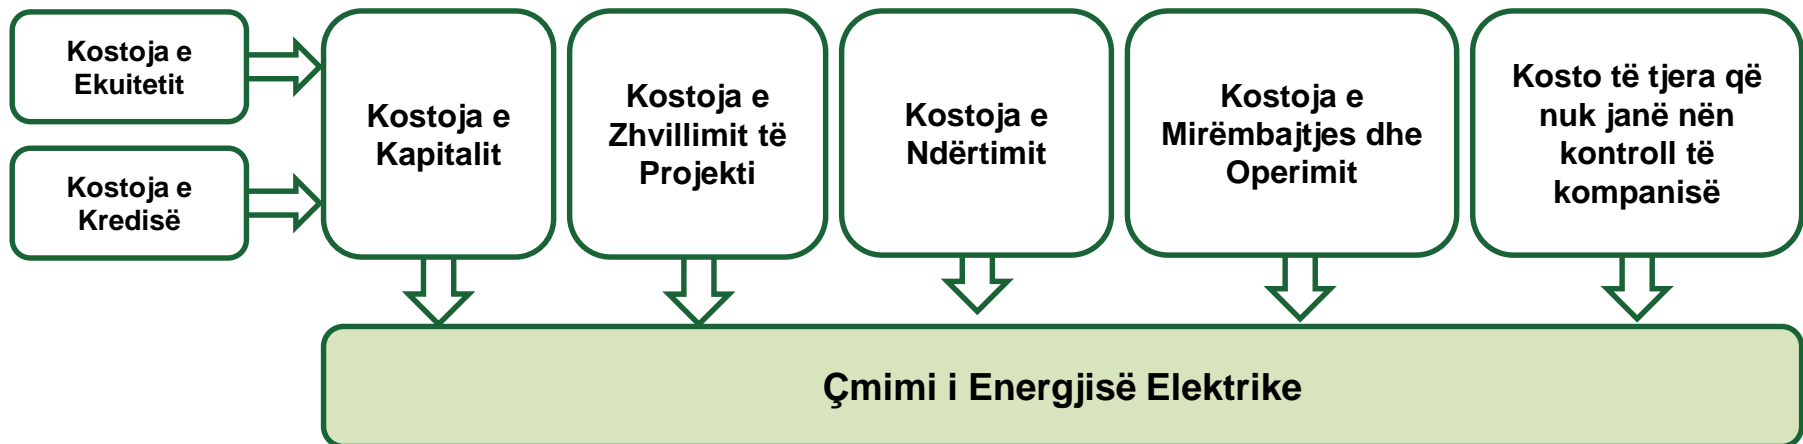 Kostoja e
Ekuitetit
Kostoja e
Kredisë
Kostoja e
Kapitalit
Kostoja e
Zhvillimit të
Projekti
Kostoja e
Ndërtimit
Kostoja e
Mirëmbajtjes dhe
Operimit
Kosto të tjera që
nuk janë nën
kontroll të
kompanisë
Çmimi i Energjisë Elektrike